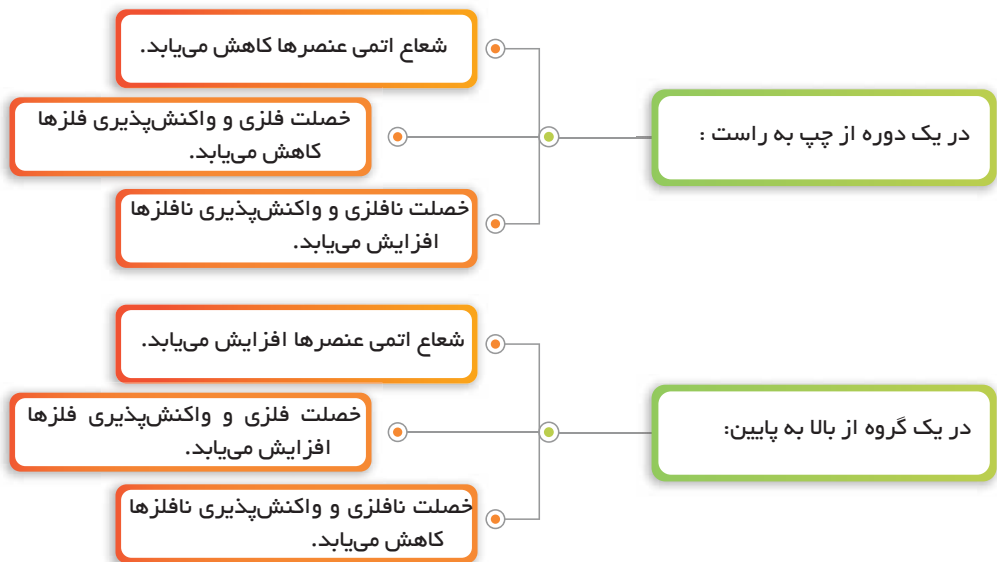 در یک دوره از چپ به راست :
شعاع اتمی عنصرها کاهش می‌یابد.
خصلت فلزی و واکنش‌پذیری فلزها
کاهش می‌یابد.
خصلت نافلزی و واکنش‌پذیری نافلزها
افزایش می‌یابد.
در یک گروه از بالا به پایین:
شعاع اتمی عنصرها افزایش می‌یابد.
خصلت فلزی و واکنش‌پذیری فلزها
افزایش می‌یابد.
خصلت نافلزی و واکنش‌پذیری نافلزها
کاهش می‌یابد.